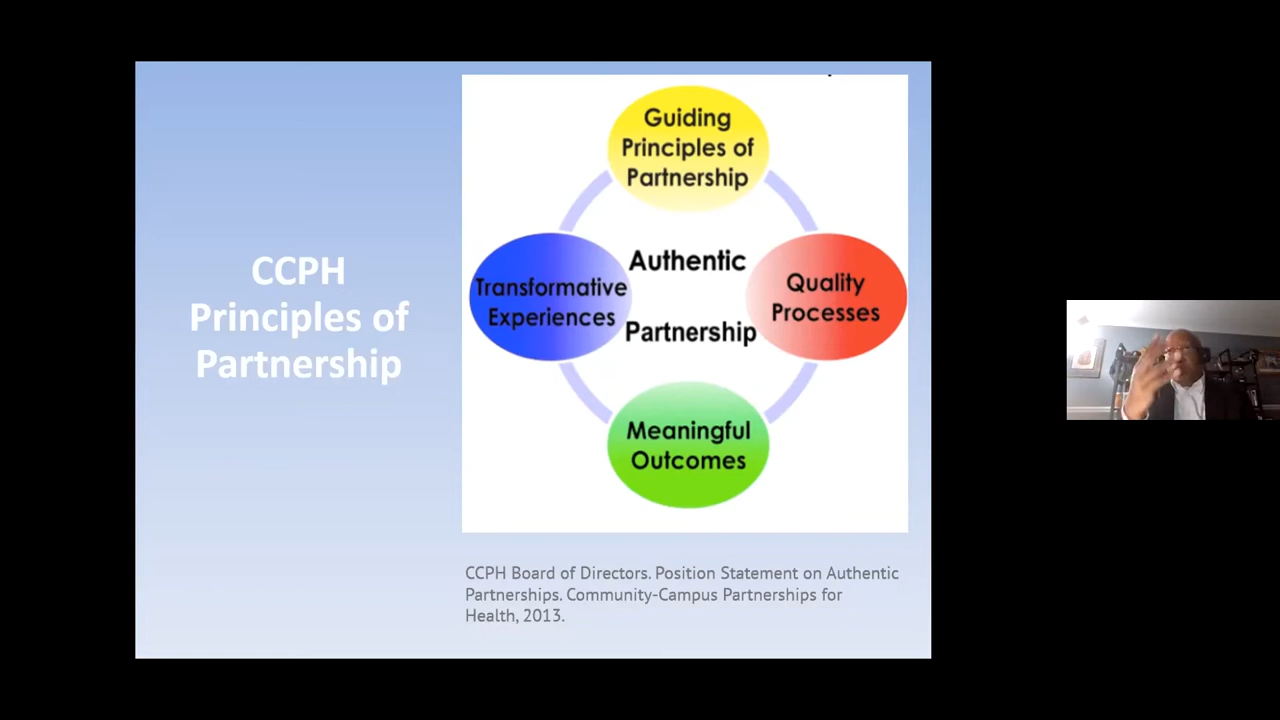 CCPH
Principles of
Partnership
Guiding
Principles of
Partnership
Transformative
Experiences
Authentic
Partnership
Quality
Processes
Meaningful
Outcomes
CCPH Board of Directors. Position Statement on Authentic
Partnerships. Community-Campus Partnerships for
Health, 2013.